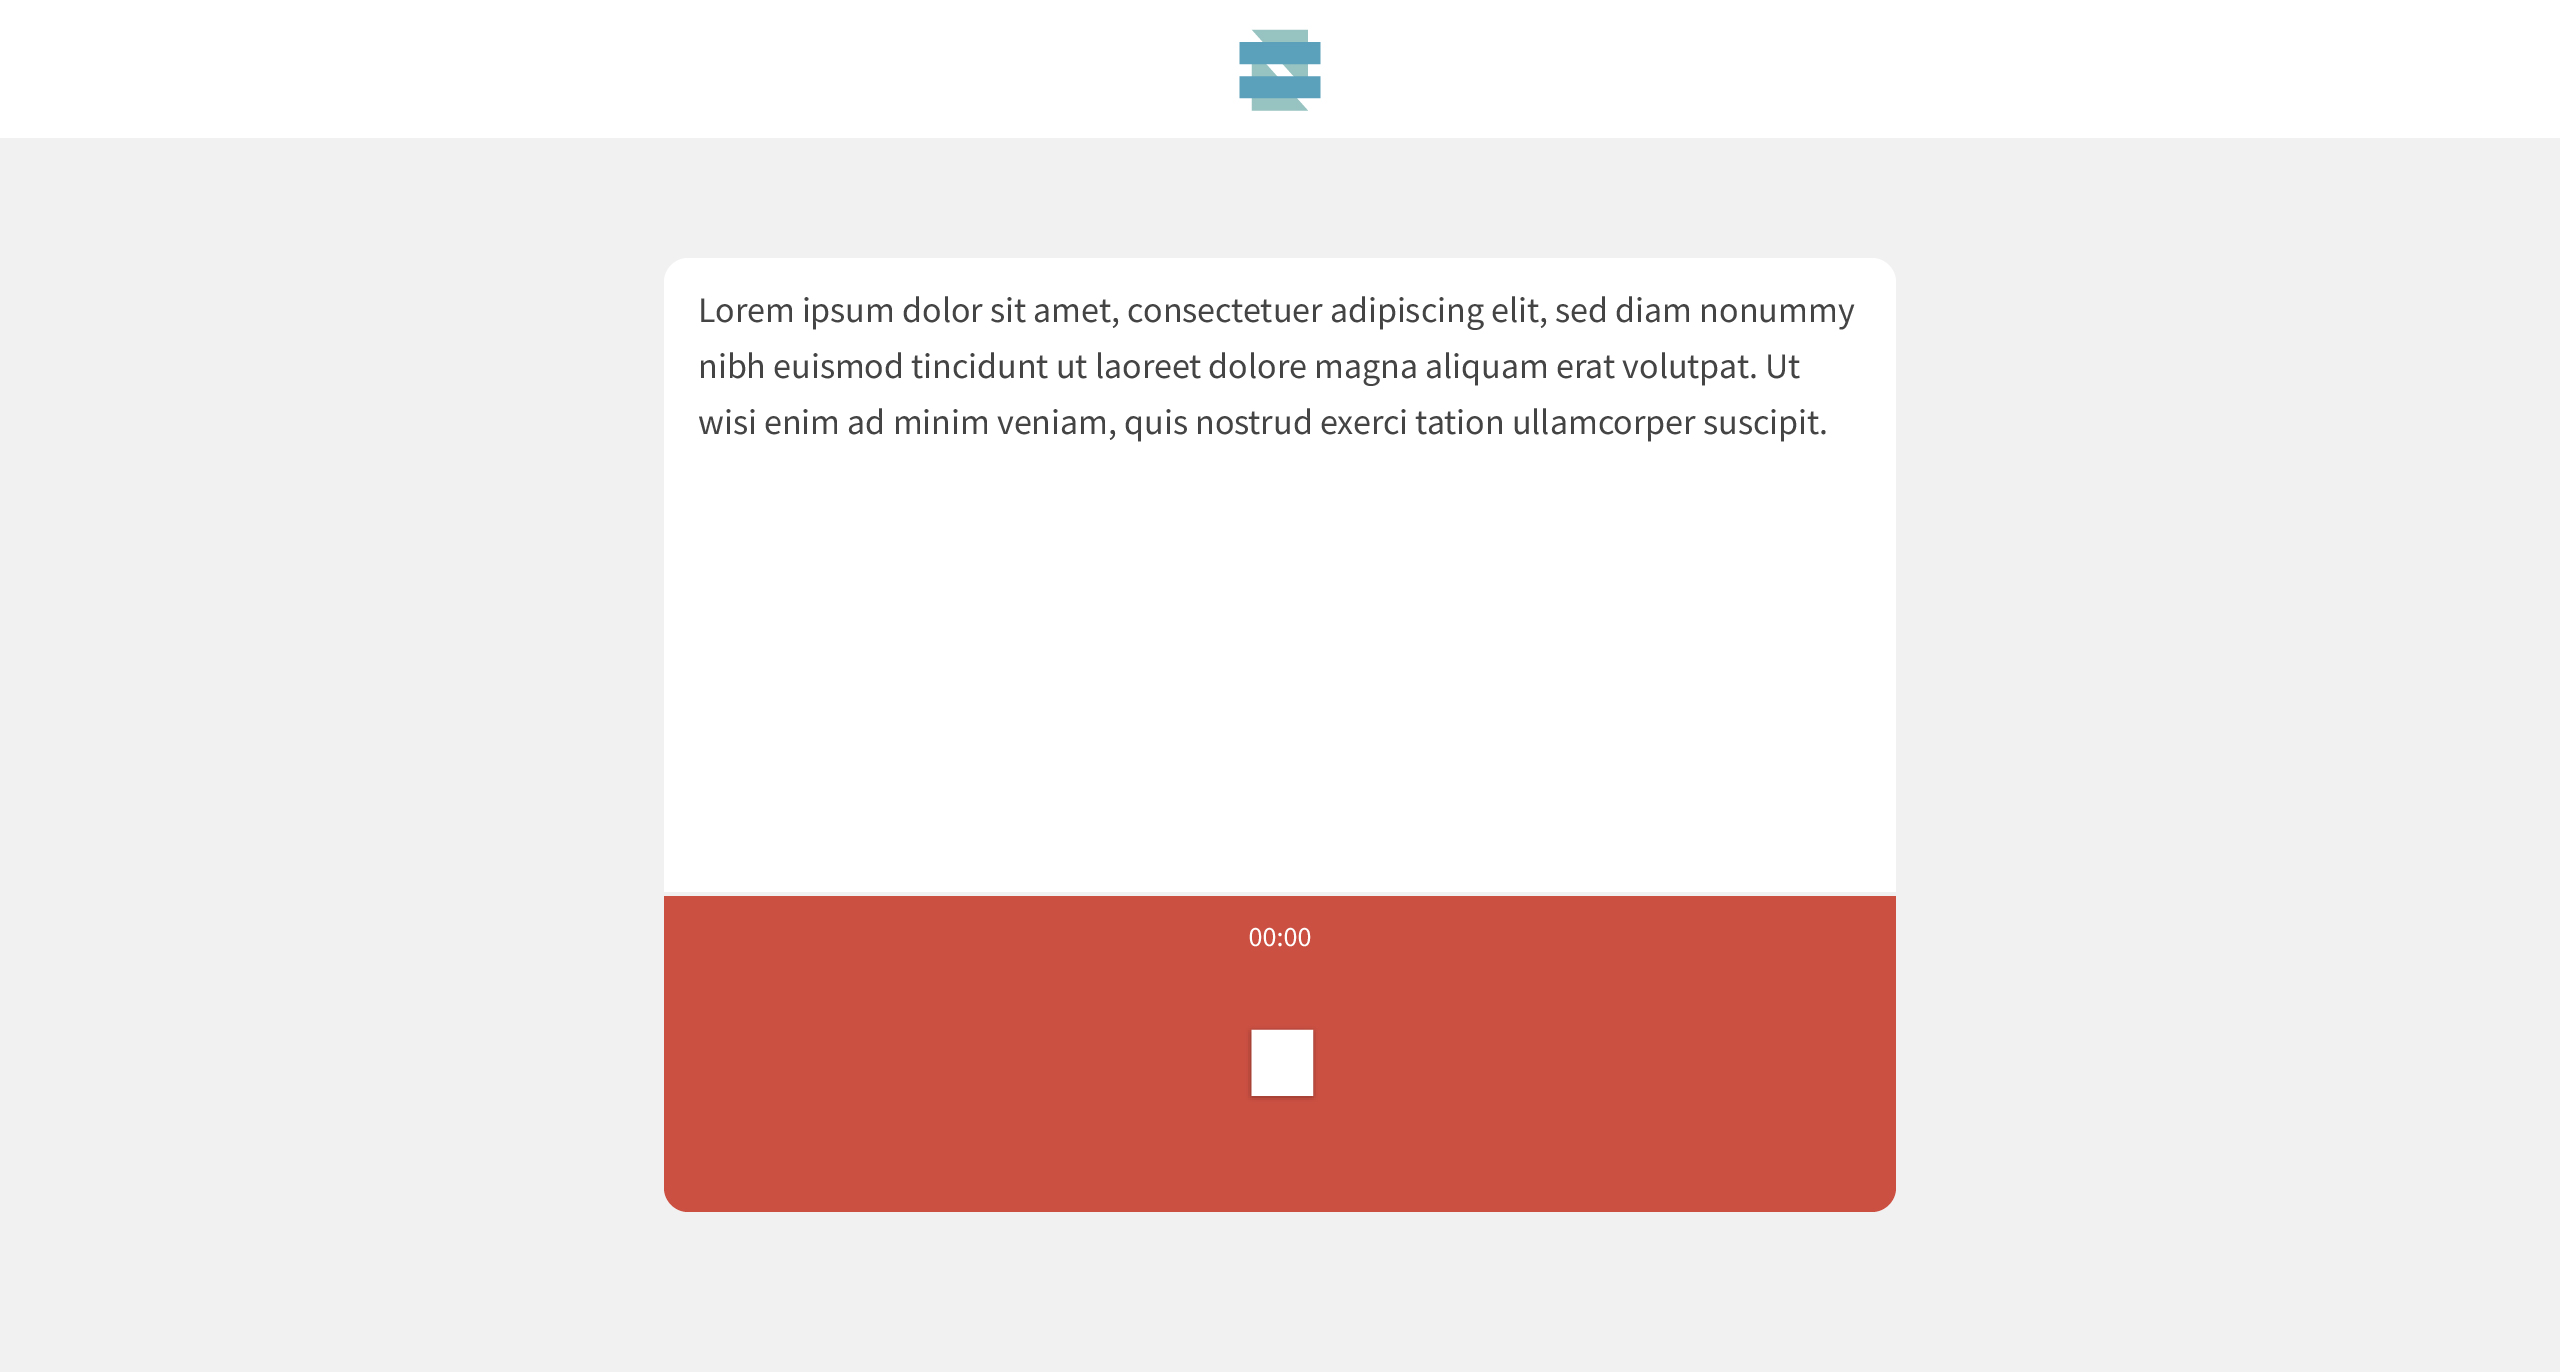 Lorem ipsum dolor sit amet, consectetuer adipiscing elit, sed diam nonummy
nibh euismod tincidunt ut laoreet dolore magna aliquam erat volutpat. Ut
wisi enim ad minim veniam, quis nostrud exerci tation ullamcorper suscipit.
00:00